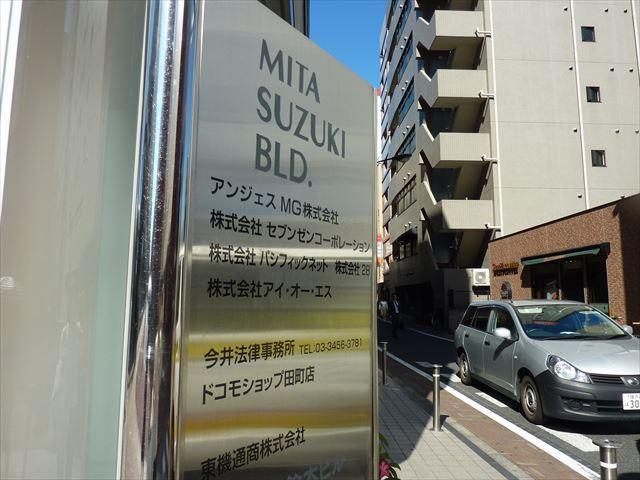 MITA
SUZUKI
BLD.
アンジェス MG株式会社
株式会社 セブンゼンコーポレーション
株式会社 パシフィックネット 株式会社 2B
株式会社アイ・オー・エス
今井法律事務所 TEL:03-3456-3781
ドコモショップ田町店
東機通商株式会社
30